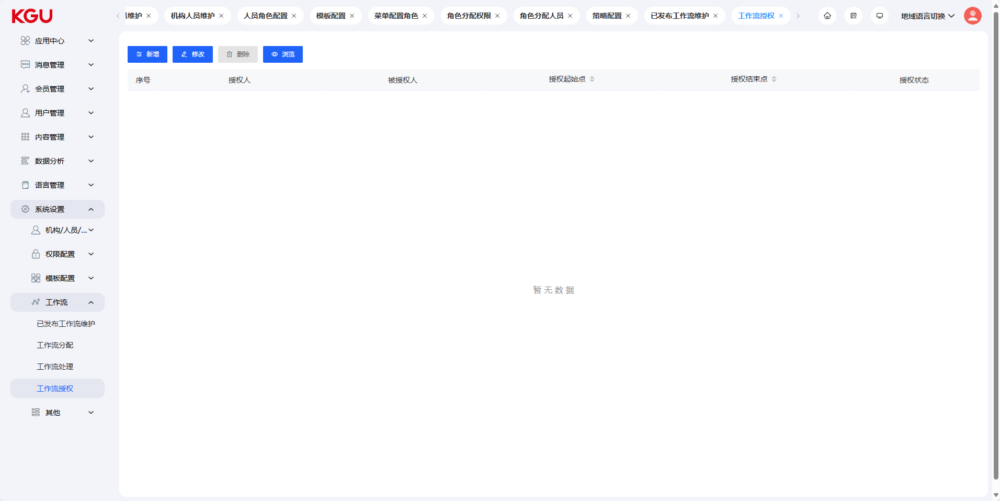 KGU
机构人员维护
人员角色配置
模板配置
菜单配置角色
角色分配权限
角色分配人员
策略配置
已发布工作流维护
工作流授权
地域语言切换
应用中心
消息管理
会员管理
用户管理
内容管理
数据分析
语言管理
系统设置
机构/人员/...
权限配置
模板配置
工作流
已发布工作流维护
工作流分配
工作流处理
工作流授权
其他
新增
修改
删除
浏览
序号
授权人
被授权人
授权起始点
授权结束点
授权状态
暂无数据